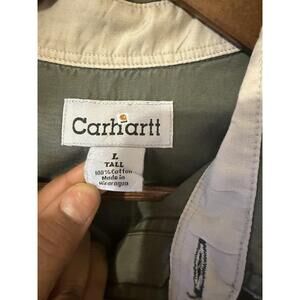 Carhartt
L
TALL
100% Cotton
Made in
Nicaragua